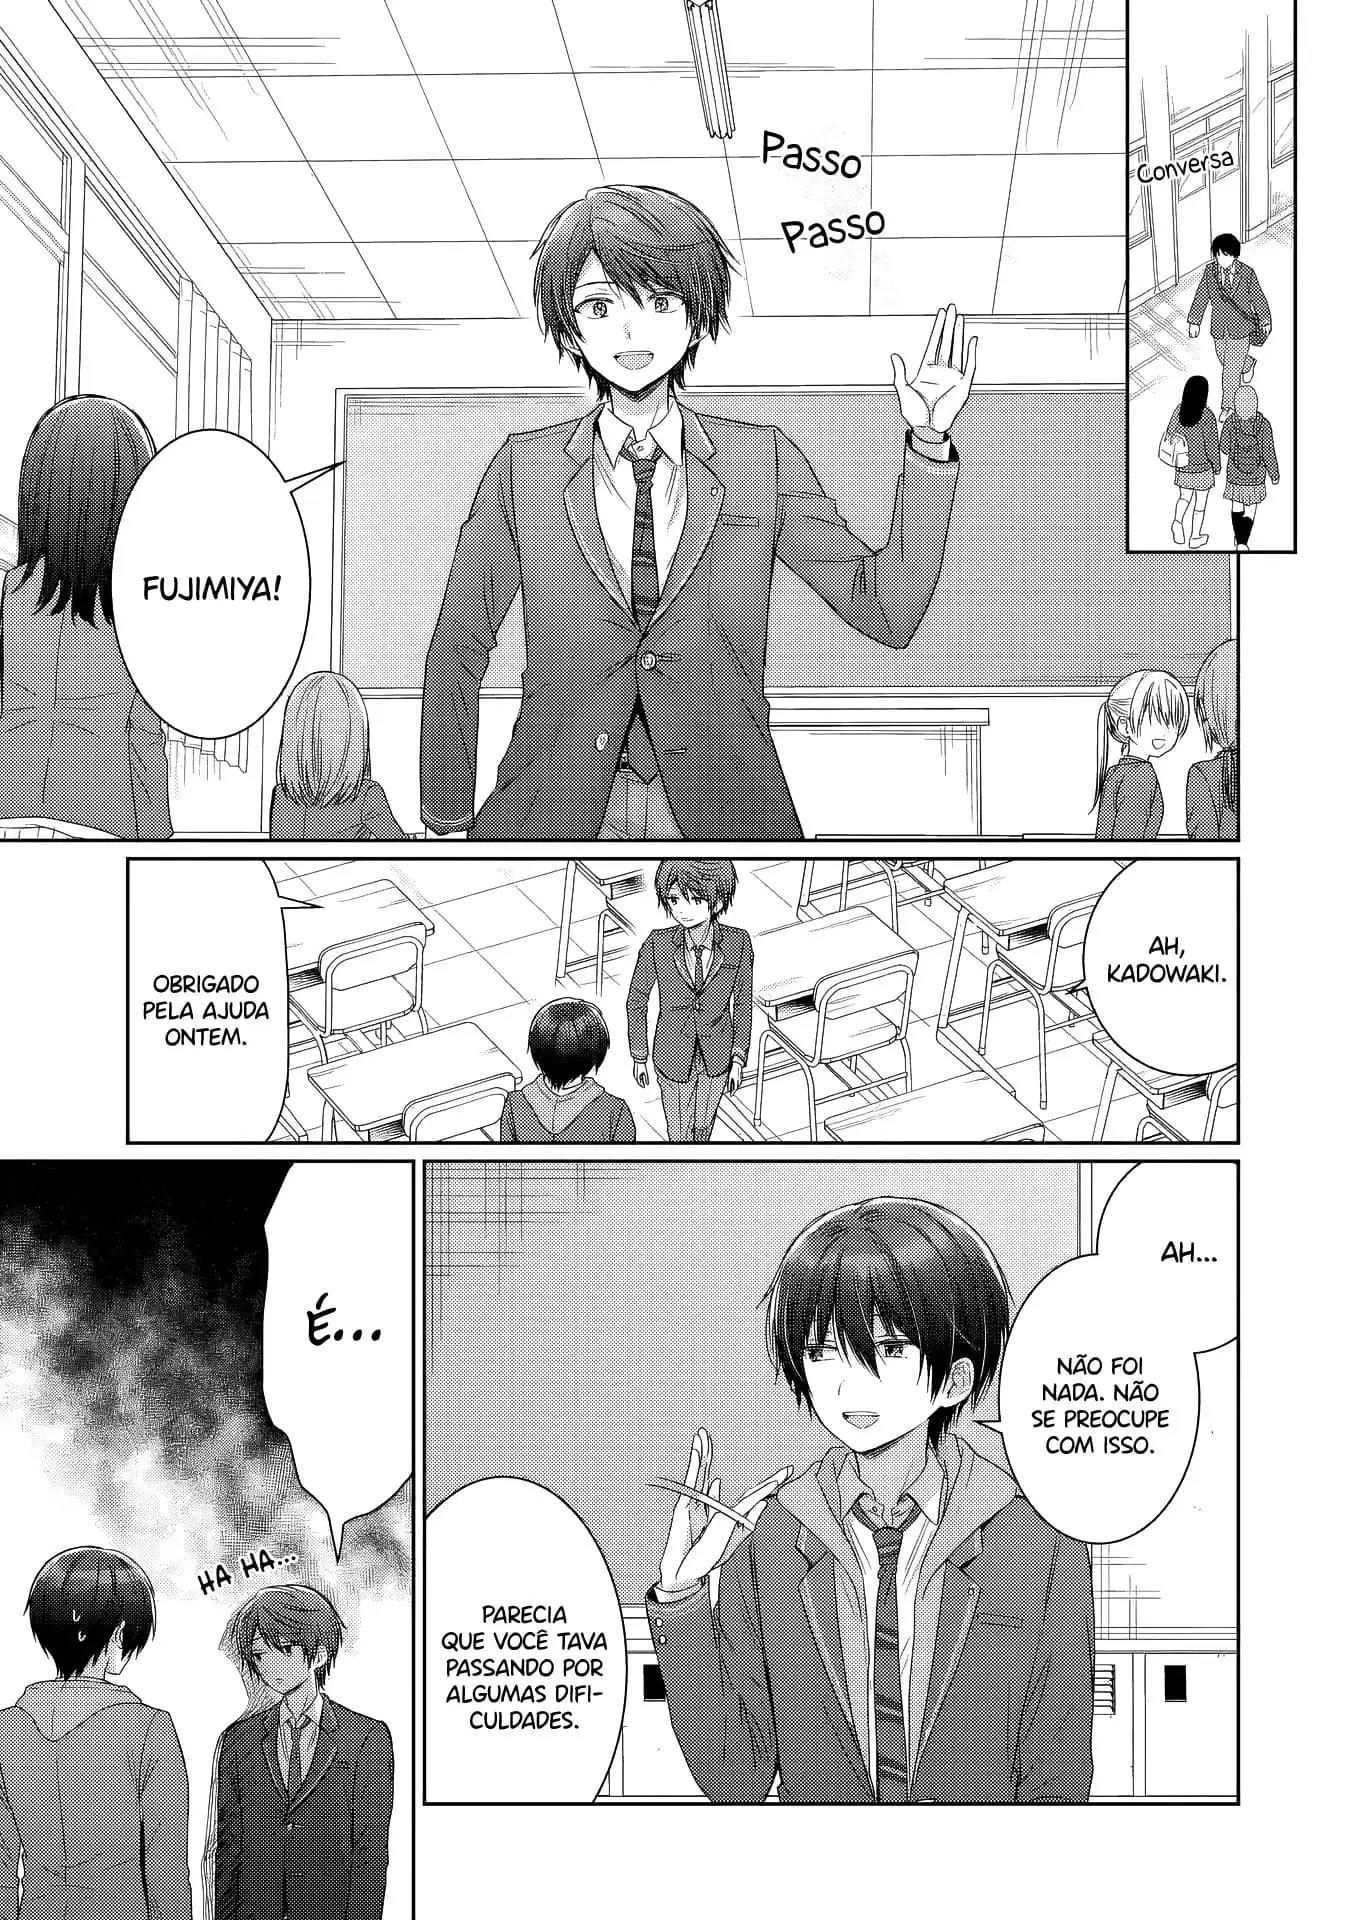 Conversa
Passo
Passo
FUJIMIYA!
AH,
KADOWAKI.
OBRIGADO
PELA AJUDA
ONTEM.
AH...
NÃO FOI
NADA. NÃO
SE PREOCUPE
COM ISSO.
PARECIA
QUE VOCÊ TAVA
PASSANDO POR
ALGUMAS DIFI-
CULDADES.
É...
HA HA...